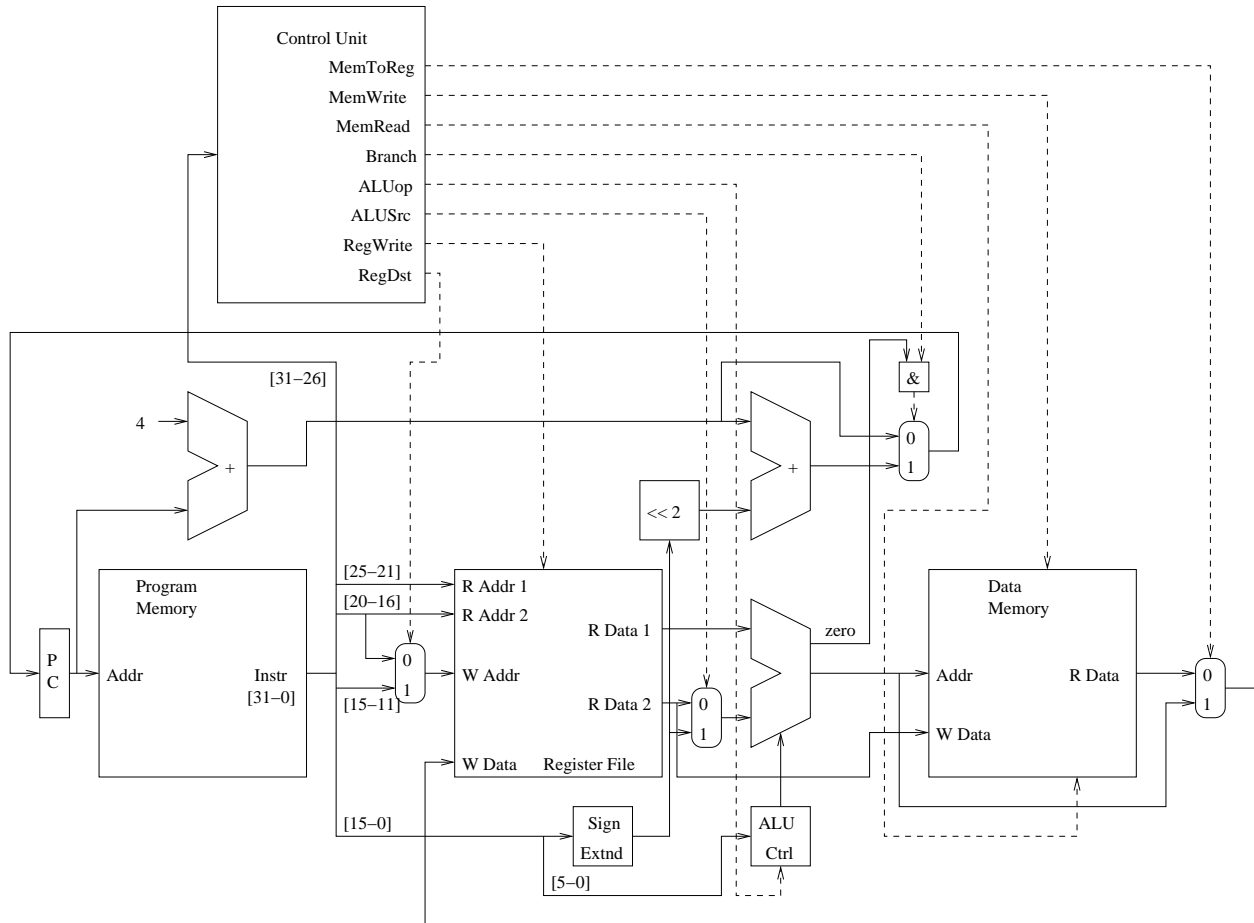 Control Unit
MemToReg
MemWrite
MemRead
Branch
ALUop
ALUSrc
RegWrite
RegDst
[31−26]
&
4
+
+
0
1
<< 2
Program
Memory
Addr
Instr
[31−0]
P
C
[25−21]
[20−16]
0
1
[15−11]
R Addr 1
R Addr 2
W Addr
W Data
R Data 1
R Data 2
Register File
0
1
zero
Data
Memory
Addr
R Data
W Data
0
1
[15−0]
Sign
Extnd
ALU
Ctrl
[5−0]